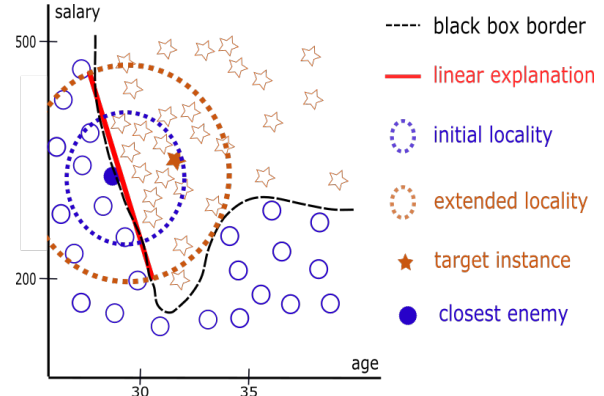 salary
500
200
30
35
age
black box border
linear explanation
initial locality
extended locality
target instance
closest enemy